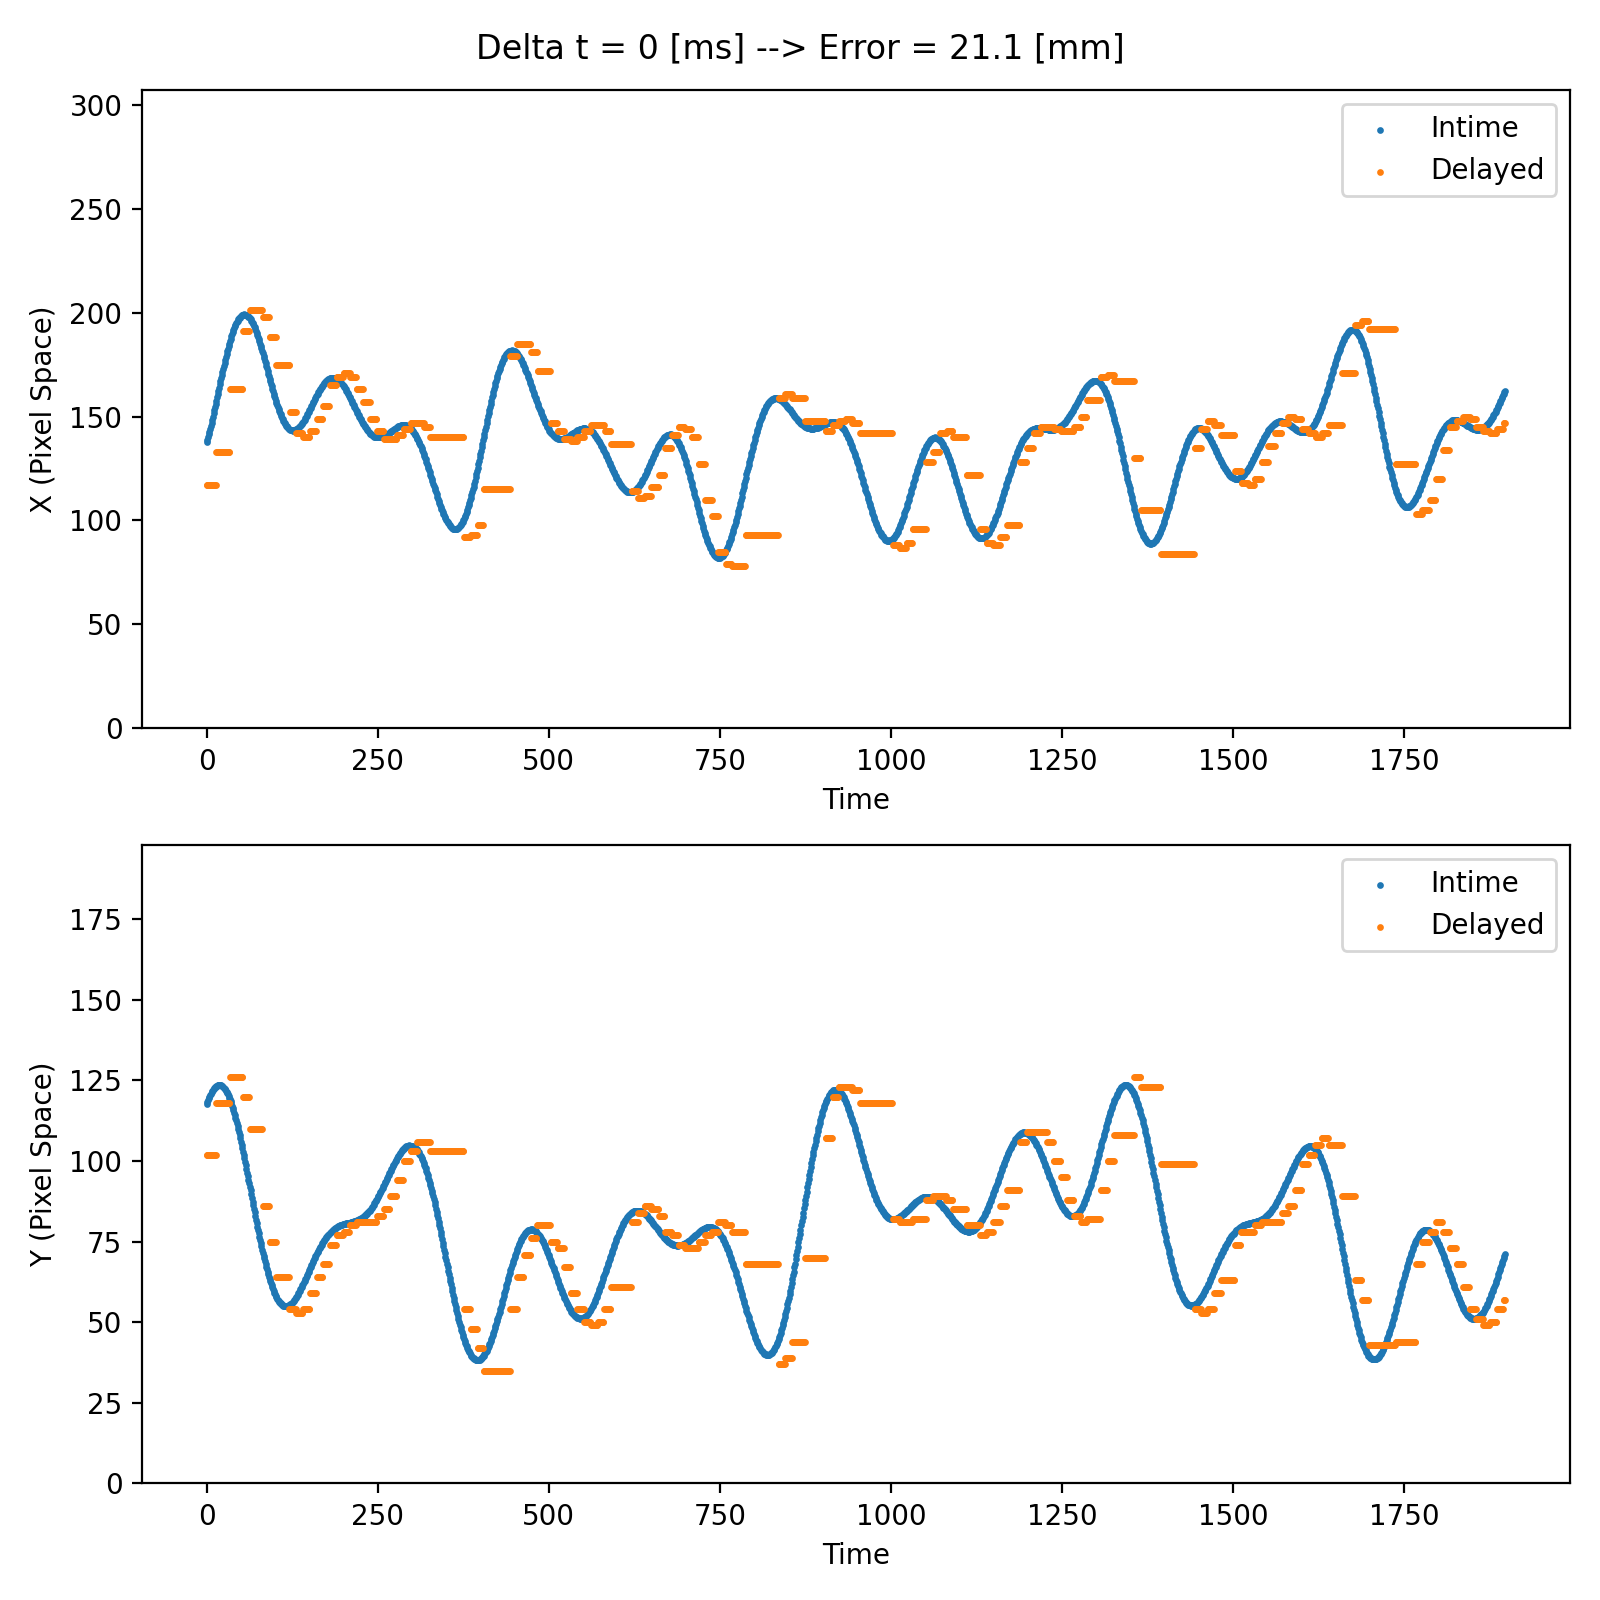 Delta t = 0 [ms] --> Error = 21.1 [mm]
300
250
200
150
100
50
0
X (Pixel Space)
Intime
Delayed
0 250 500 750 1000 1250 1500 1750
Time
175
150
125
100
75
50
25
0
Y (Pixel Space)
Intime
Delayed
0 250 500 750 1000 1250 1500 1750
Time